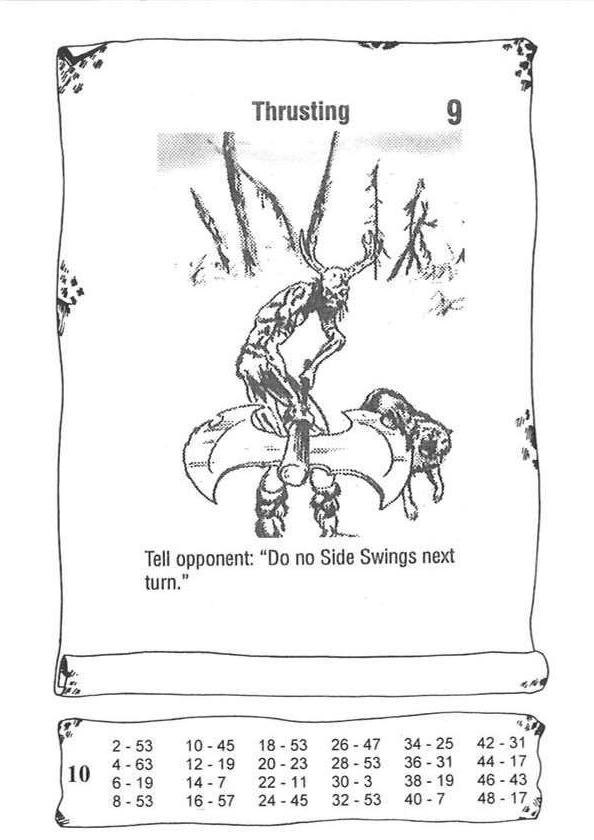 Thrusting 9
Tell opponent: “Do no Side Swings next
turn.”
10
2 - 53 10 - 45 18 - 53 26 - 47 34 - 25 42 - 31
4 - 63 12 - 19 20 - 23 28 - 53 36 - 31 44 - 17
6 - 19 14 - 7 22 - 11 30 - 3 38 - 19 46 - 43
8 - 53 16 - 57 24 - 45 32 - 53 40 - 7 48 - 17